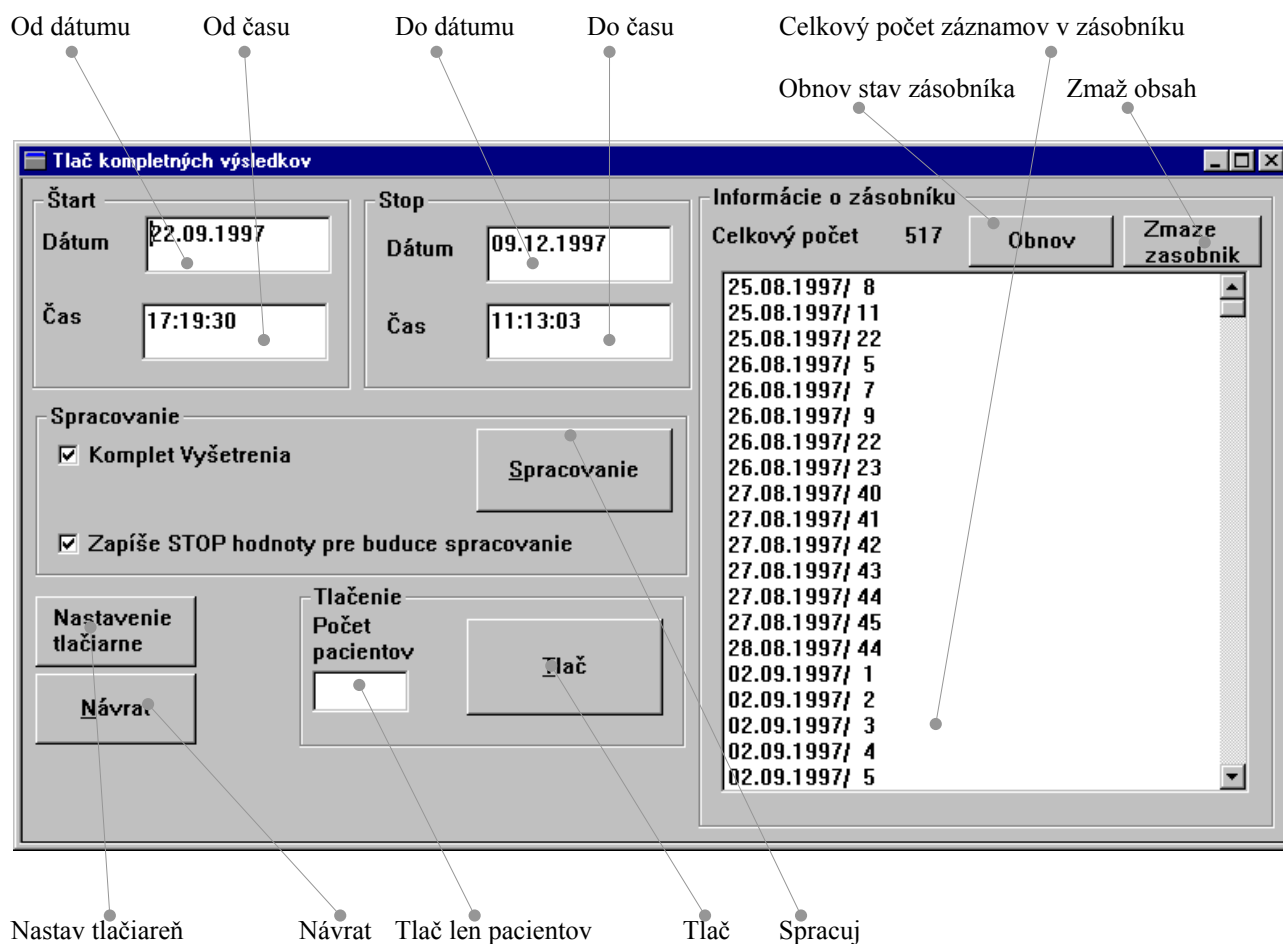 Od dátumu Od času Do dátumu Do času Celkový počet záznamov v zásobníku
Obnov stav zásobníka Zmaž obsah
Tlač kompletných výsledkov
Štart
Dátum 22.09.1997
Čas 17:19:30
Stop
Dátum 09.12.1997
Čas 11:13:03
Informácie o zásobníku
Celkový počet 517 Obnov
Zmaze
zasobnik
25.08.1997/ 8
25.08.1997/ 11
25.08.1997/ 22
26.08.1997/ 5
26.08.1997/ 7
26.08.1997/ 9
26.08.1997/ 22
26.08.1997/ 23
27.08.1997/ 40
27.08.1997/ 41
27.08.1997/ 42
27.08.1997/ 43
27.08.1997/ 44
27.08.1997/ 45
28.08.1997/ 44
02.09.1997/ 1
02.09.1997/ 2
02.09.1997/ 3
02.09.1997/ 4
02.09.1997/ 5
Spracovanie
Komplet Vyšetrenia
Spracovanie
Zapíše STOP hodnoty pre buduce spracovanie
Nastavenie
tlačiarne
Návrat
Tlačenie
Počet
pacientov
Tlač
Nastav tlačiareň Návrat Tlač len pacientov Tlač Spracuj